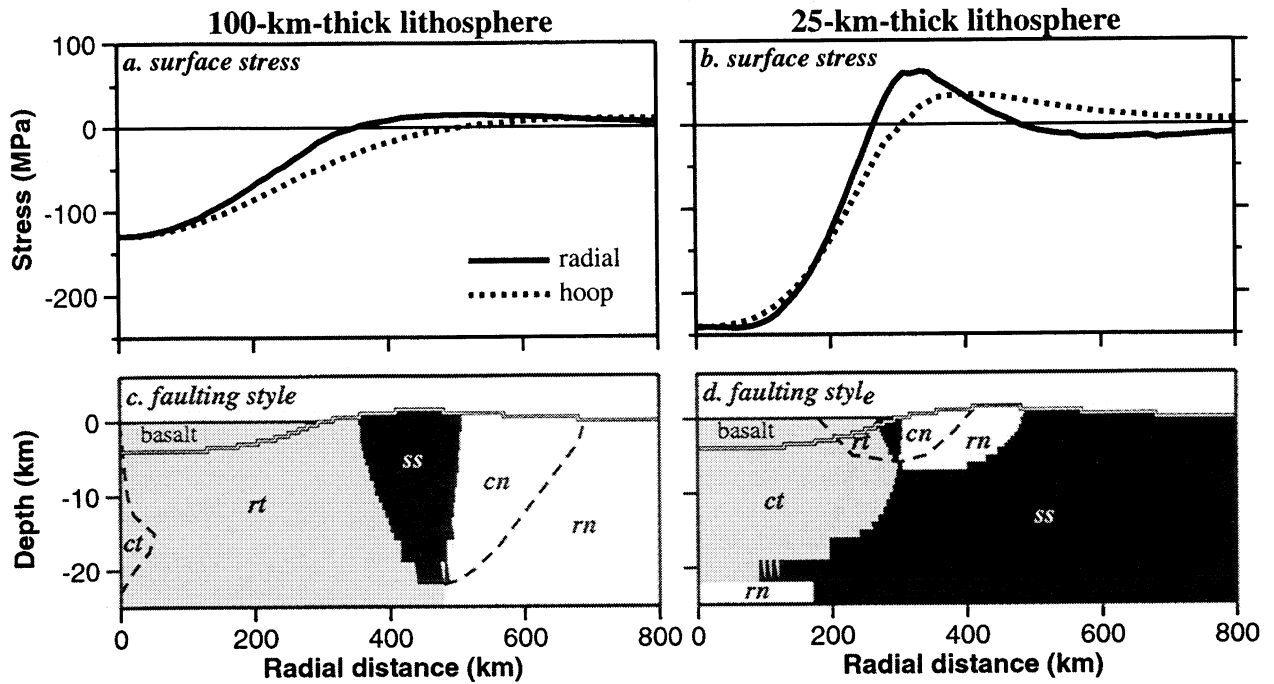 100-km-thick lithosphere
25-km-thick lithosphere
a. surface stress
b. surface stress
Stress (MPa)
100
0
-100
-200
radial
hoop
c. faulting style
d. faulting style
Depth (km)
0
-10
-20
basalt
rt
ct
ss
cn
rn
basalt
rt
cn
rn
ct
ss
rn
0
200
400
600
800
0
200
400
600
800
Radial distance (km)
Radial distance (km)